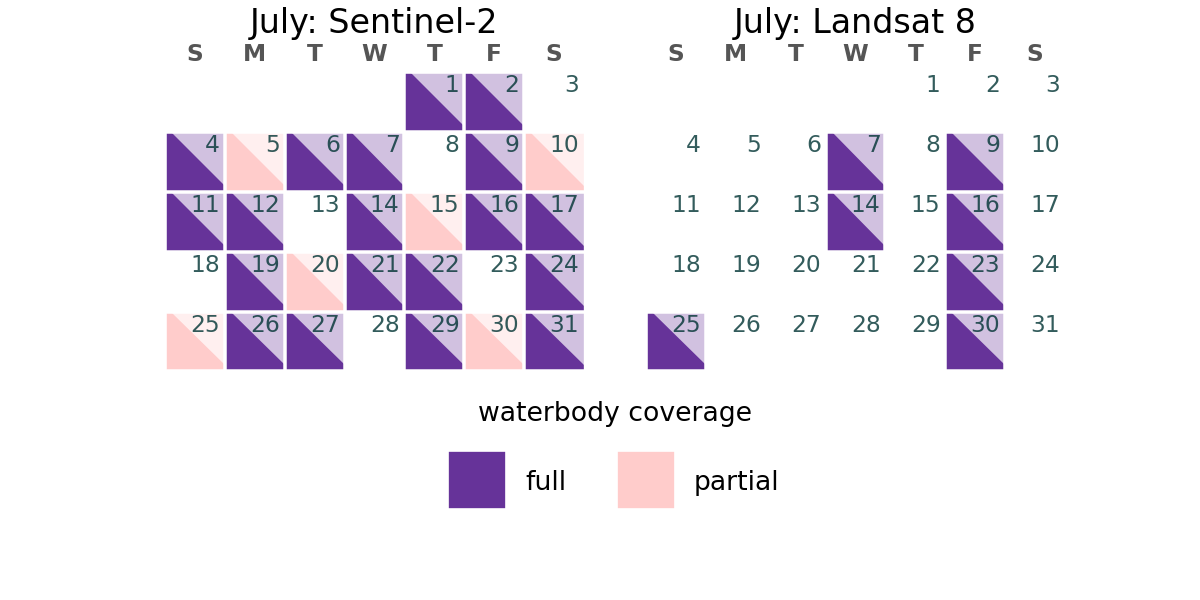 July: Sentinel-2
S M T W T F S
1 2 3
4 5 6 7 8 9 10
11 12 13 14 15 16 17
18 19 20 21 22 23 24
25 26 27 28 29 30 31
July: Landsat 8
S M T W T F S
1 2 3
4 5 6 7 8 9 10
11 12 13 14 15 16 17
18 19 20 21 22 23 24
25 26 27 28 29 30 31
waterbody coverage
full partial